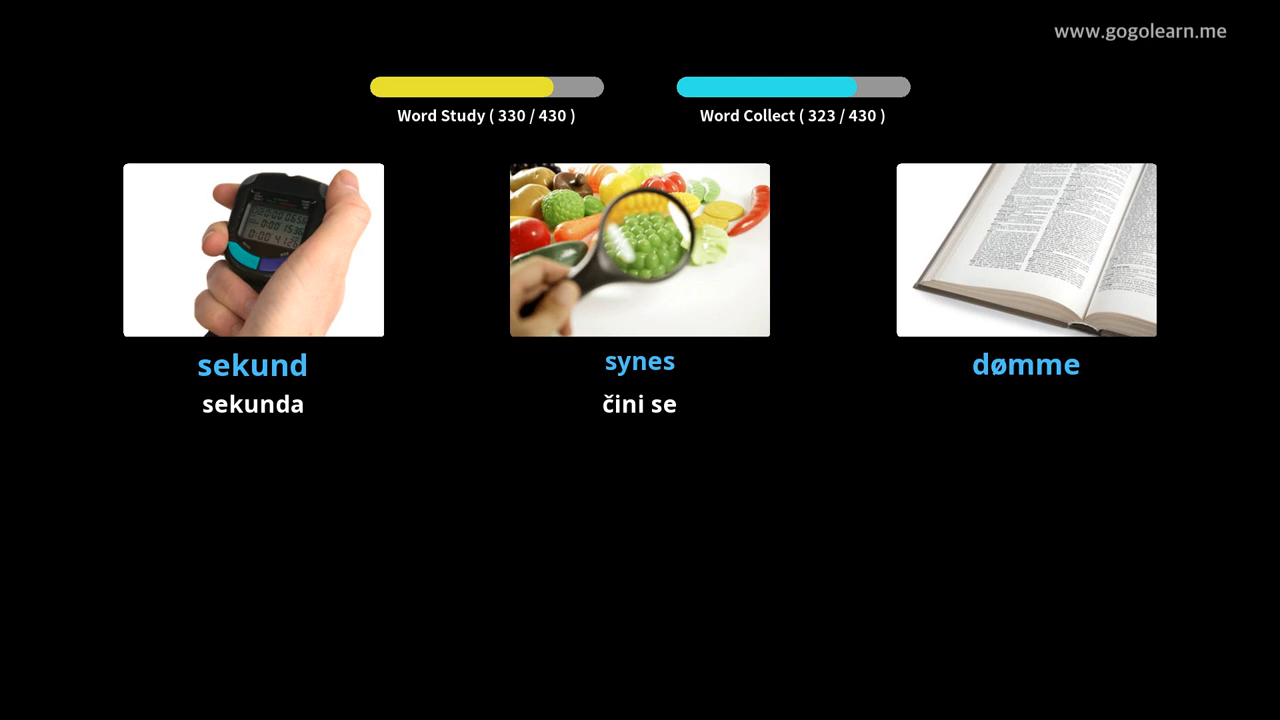 www.gogolearn.me
Word Study ( 330 / 430 )
Word Collect ( 323 / 430 )
sekund
synes
dømme
sekunda
čini se